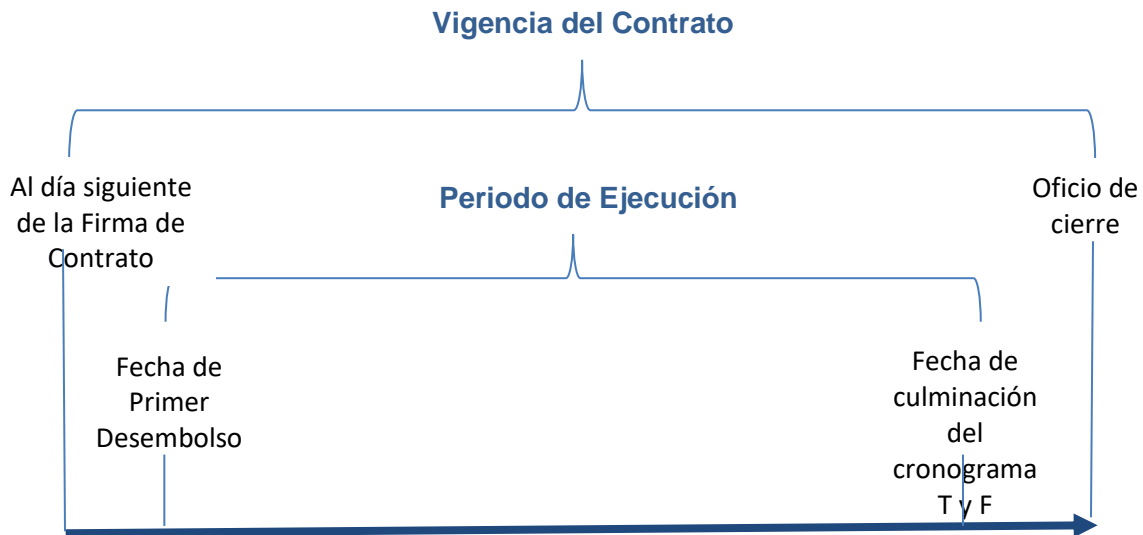 Vigencia del Contrato
Al día siguiente
de la Firma de
Contrato
Periodo de Ejecución
Oficio de
cierre
Fecha de
Primer
Desembolso
Fecha de
culminación
del
cronograma
T y F